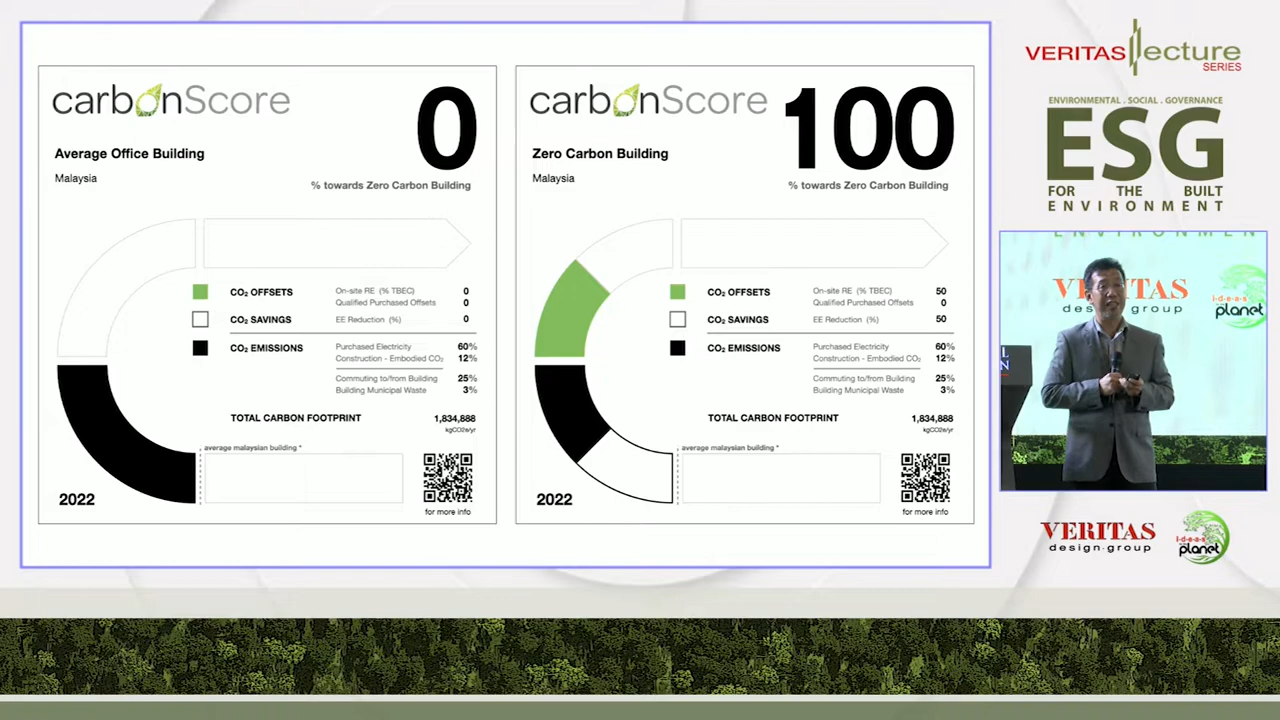 carbonScore
0
Average Office Building
Malaysia
% towards Zero Carbon Building
CO₂ OFFSETS
On-site RE (% TBEC) 0
Qualified Purchased Offsets 0
CO₂ SAVINGS
EE Reduction (%) 0
CO₂ EMISSIONS
Purchased Electricity 60%
Construction - Embodied CO₂ 12%
Commuting to/from Building 25%
Building Municipal Waste 3%
TOTAL CARBON FOOTPRINT 1,834,888
kgCO2e/yr
average malaysian building *
2022
for more info
carbonScore
100
Zero Carbon Building
Malaysia
% towards Zero Carbon Building
CO₂ OFFSETS
On-site RE (% TBEC) 50
Qualified Purchased Offsets 0
CO₂ SAVINGS
EE Reduction (%) 50
CO₂ EMISSIONS
Purchased Electricity 60%
Construction - Embodied CO₂ 12%
Commuting to/from Building 25%
Building Municipal Waste 3%
TOTAL CARBON FOOTPRINT 1,834,888
kgCO2e/yr
average malaysian building *
2022
for more info
VERITAS lecture
SERIES
ENVIRONMENTAL . SOCIAL . GOVERNANCE
ESG
FOR THE BUILT
ENVIRONMENT
VERITAS
design group
i-d-e-a-s
planet
VERITAS
design·group
i-d-e-a-s
planet